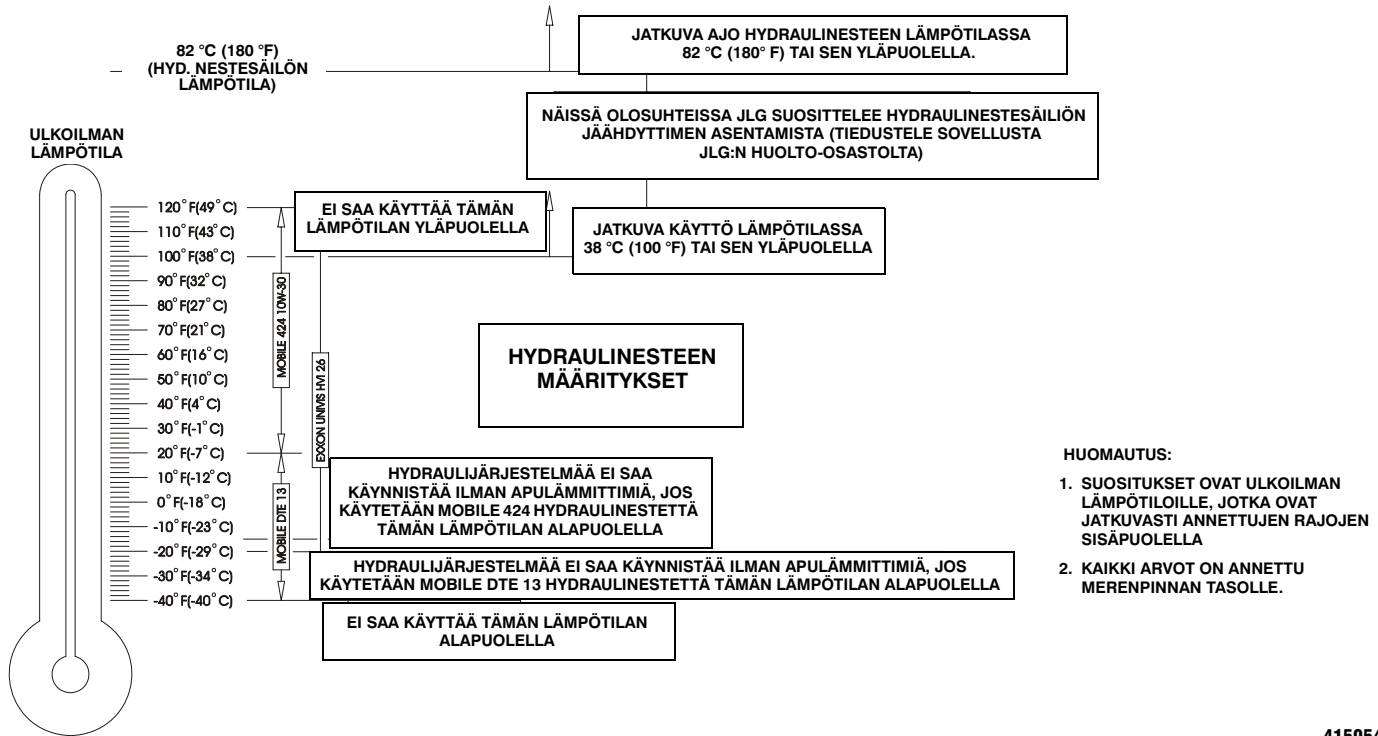 82 °C (180 °F)
(HYD. NESTESÄILÖN
LÄMPÖTILA)
JATKUVA AJO HYDRAULINESTEEN LÄMPÖTILASSA
82 °C (180° F) TAI SEN YLÄPUOLELLA.
NÄISSÄ OLOSUHTEISSA JLG SUOSITTELEE HYDRAULINESTESÄILIÖN
JÄÄHDYTTIMEN ASENTAMISTA (TIEDUSTELE SOVELLUSTA
JLG:N HUOLTO-OSASTOLTA)
ULKOILMAN
LÄMPÖTILA
EI SAA KÄYTTÄÄ TÄMÄN
LÄMPÖTILAN YLÄPUOLELLA
JATKUVA KÄYTTÖ LÄMPÖTILASSA
38 °C (100 °F) TAI SEN YLÄPUOLELLA
120°F(49°C)
110°F(43°C)
100°F(38°C)
90°F(32°C)
80°F(27°C)
70°F(21°C)
60°F(16°C)
50°F(10°C)
40°F(4°C)
30°F(-1°C)
20°F(-7°C)
10°F(-12°C)
0°F(-18°C)
-10°F(-23°C)
-20°F(-29°C)
-30°F(-34°C)
-40°F(-40°C)
MOBILE 424 10W-30
MOBILE DTE 13
EXXON UNIVIS HVI 26
HYDRAULINESTEEN
MÄÄRITYKSET
HYDRAULIJÄRJESTELMÄÄ EI SAA
KÄYNNISTÄÄ ILMAN APULÄMMITTIMIÄ, JOS
KÄYTETÄÄN MOBILE 424 HYDRAULINESTETTÄ
TÄMÄN LÄMPÖTILAN ALAPUOLELLA
HYDRAULIJÄRJESTELMÄÄ EI SAA KÄYNNISTÄÄ ILMAN APULÄMMITTIMIÄ, JOS
KÄYTETÄÄN MOBILE DTE 13 HYDRAULINESTETTÄ TÄMÄN LÄMPÖTILAN ALAPUOLELLA
EI SAA KÄYTTÄÄ TÄMÄN LÄMPÖTILAN
ALAPUOLELLA
HUOMAUTUS:
1. SUOSITUKSET OVAT ULKOILMAN
LÄMPÖTILOILLE, JOTKA OVAT
JATKUVASTI ANNETTUJEN RAJOJEN
SISÄPUOLELLA
2. KAIKKI ARVOT ON ANNETTU
MERENPINNAN TASOLLE.